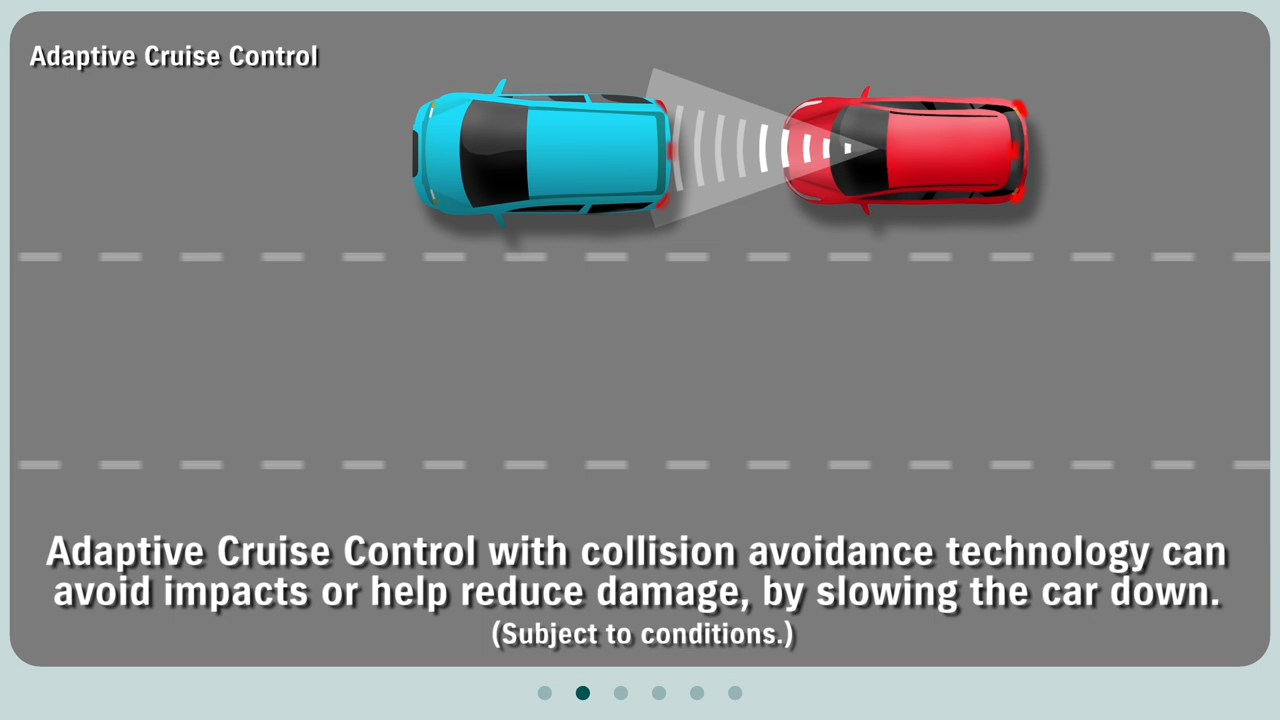 Adaptive Cruise Control
Adaptive Cruise Control with collision avoidance technology can
avoid impacts or help reduce damage, by slowing the car down.
(Subject to conditions.)